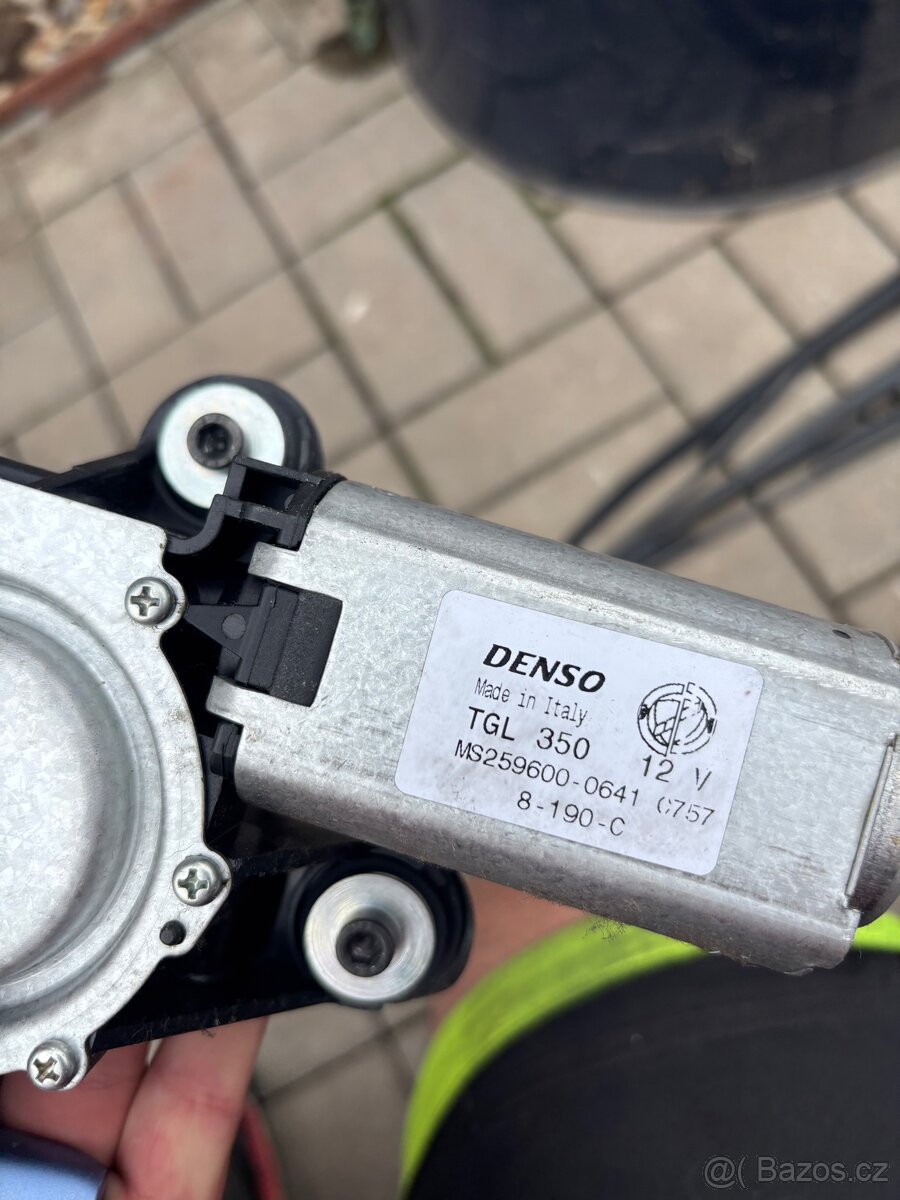 DENSO
Made in Italy
TGL 350
12 V
MS259600-0641 C757
8-190-C
@( Bazos.cz